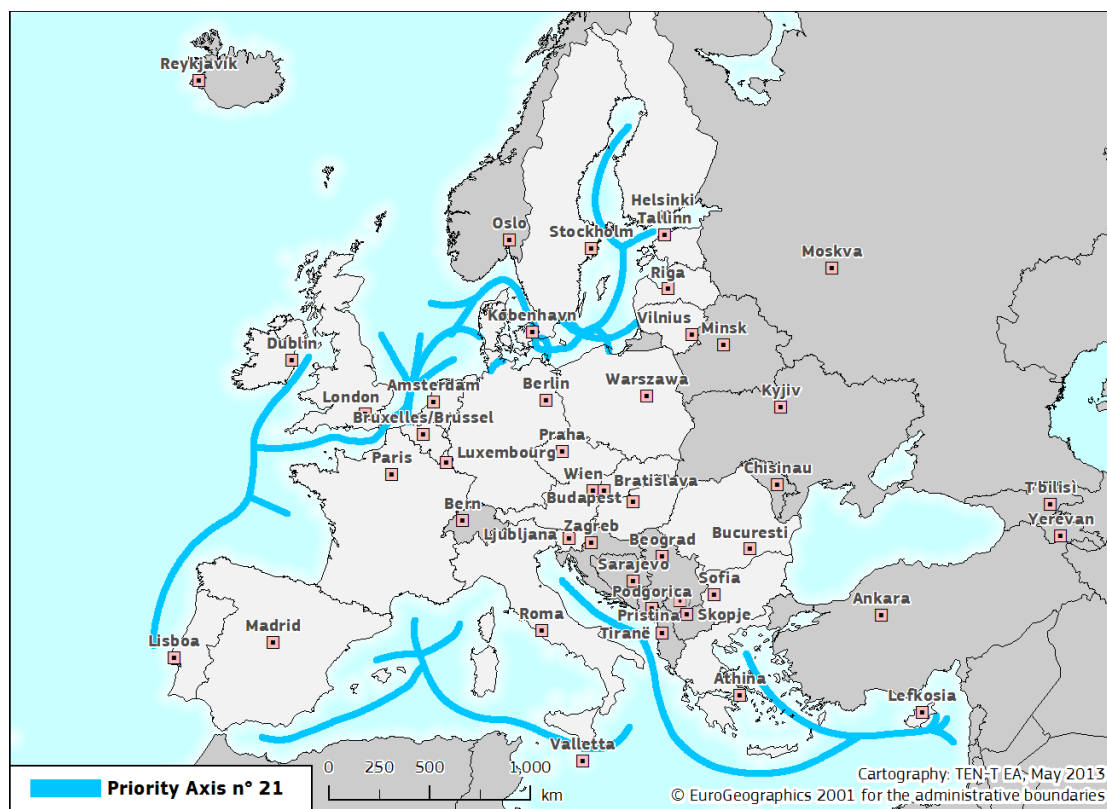 Reykjavík
Helsinki
Tallinn
Oslo
Stockholm
Moskva
Riga
København
Vilnius
Minsk
Dublin
Amsterdam
Berlin
Warszawa
London
Kyjiv
Bruxelles/Brussel
Praha
Paris
Luxembourg
Wien
Bratislava
Chisinau
Budapest
T'bilisi
Bern
Zagreb
Ljubljana
Beograd
Bucuresti
Yerevan
Sarajevo
Sofia
Podgorica
Ankara
Roma
Pristina
Skopje
Madrid
Tiranë
Lisboa
Athina
Lefkosia
Valletta
0 250 500 1,000
km
Priority Axis n° 21
Cartography: TEN-T EA, May 2013
© EuroGeographics 2001 for the administrative boundaries